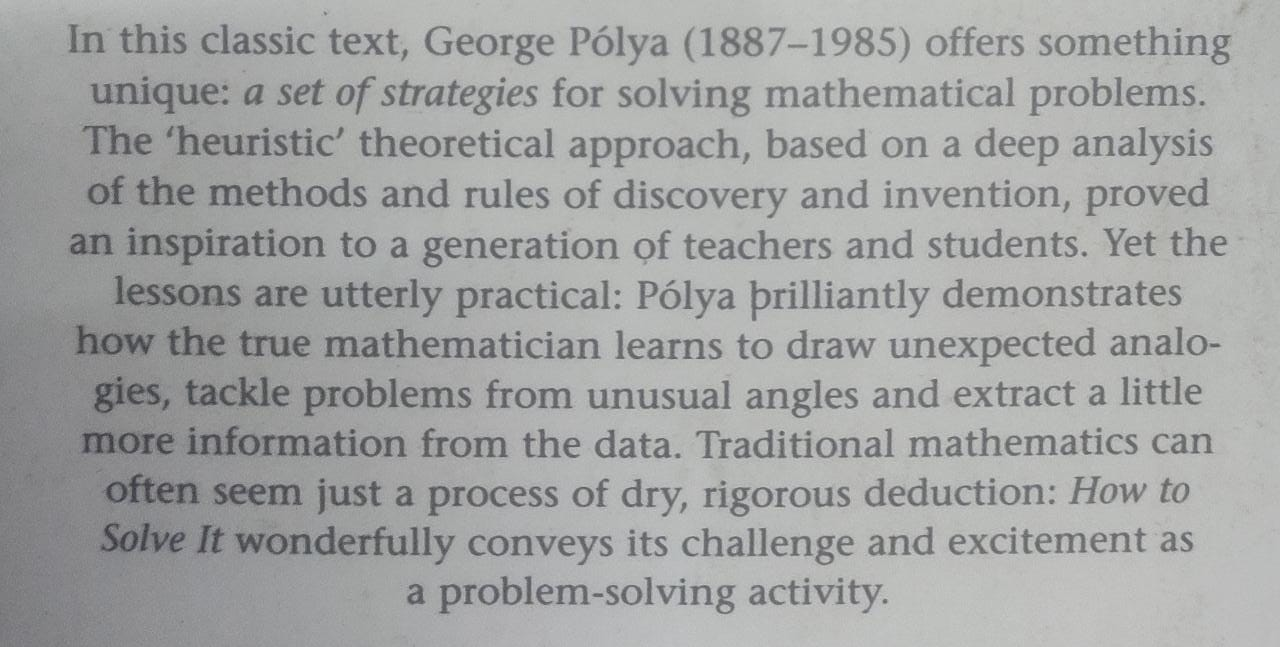 In this classic text, George Pólya (1887–1985) offers something
unique: a set of strategies for solving mathematical problems.
The ‘heuristic’ theoretical approach, based on a deep analysis
of the methods and rules of discovery and invention, proved
an inspiration to a generation of teachers and students. Yet the
lessons are utterly practical: Pólya brilliantly demonstrates
how the true mathematician learns to draw unexpected analo-
gies, tackle problems from unusual angles and extract a little
more information from the data. Traditional mathematics can
often seem just a process of dry, rigorous deduction: How to
Solve It wonderfully conveys its challenge and excitement as
a problem-solving activity.